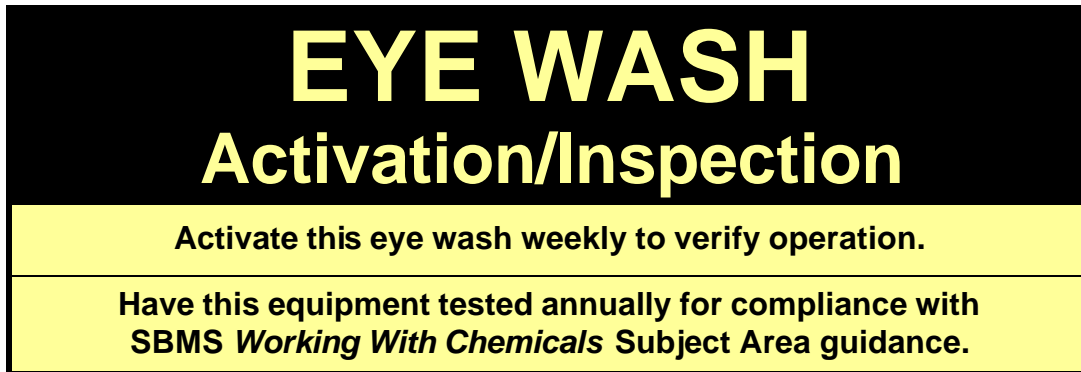 EYE WASH
Activation/Inspection
Activate this eye wash weekly to verify operation.
Have this equipment tested annually for compliance with
SBMS Working With Chemicals Subject Area guidance.